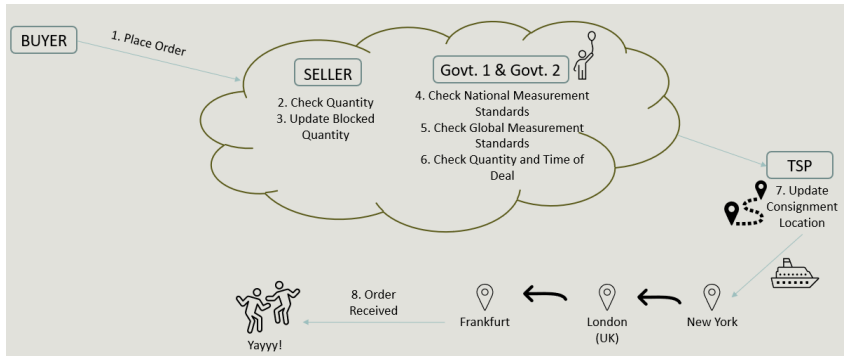 BUYER
1. Place Order
SELLER
2. Check Quantity
3. Update Blocked
Quantity
Govt. 1 & Govt. 2
4. Check National Measurement
Standards
5. Check Global Measurement
Standards
6. Check Quantity and Time of
Deal
TSP
7. Update
Consignment
Location
New York
London
(UK)
Frankfurt
8. Order
Received
Yayyy!